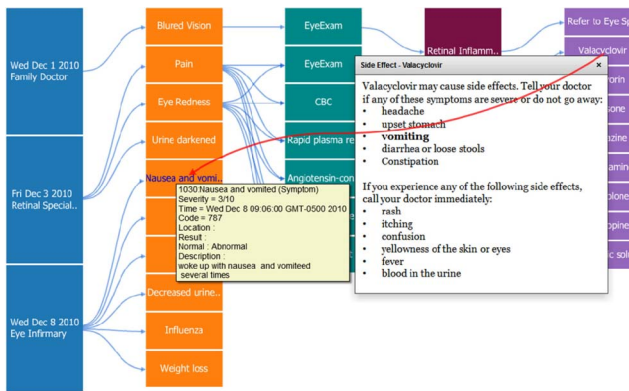 Wed Dec 1 2010
Family Doctor
Fri Dec 3 2010
Retinal Special..
Wed Dec 8 2010
Eye Infirmary
Blured Vision
Pain
Eye Redness
Urine darkened
Nausea and vomi..
Decreased urine..
Influenza
Weight loss
1030:Nausea and vomited (Symptom)
Severity = 3/10
Time = Wed Dec 8 09:06:00 GMT-0500 2010
Code = 787
Location :
Result :
Normal : Abnormal
Description :
woke up with nausea and vomiteed
several times
EyeExam
EyeExam
CBC
Rapid plasma re
Angiotensin-con
Retinal Inflamm..
Refer to Eye Sp
Valacyclovir
Side Effect - Valacyclovir
×
Valacyclovir may cause side effects. Tell your doctor
if any of these symptoms are severe or do not go away:
• headache
• upset stomach
• vomiting
• diarrhea or loose stools
• Constipation
If you experience any of the following side effects,
call your doctor immediately:
• rash
• itching
• confusion
• yellowness of the skin or eyes
• fever
• blood in the urine